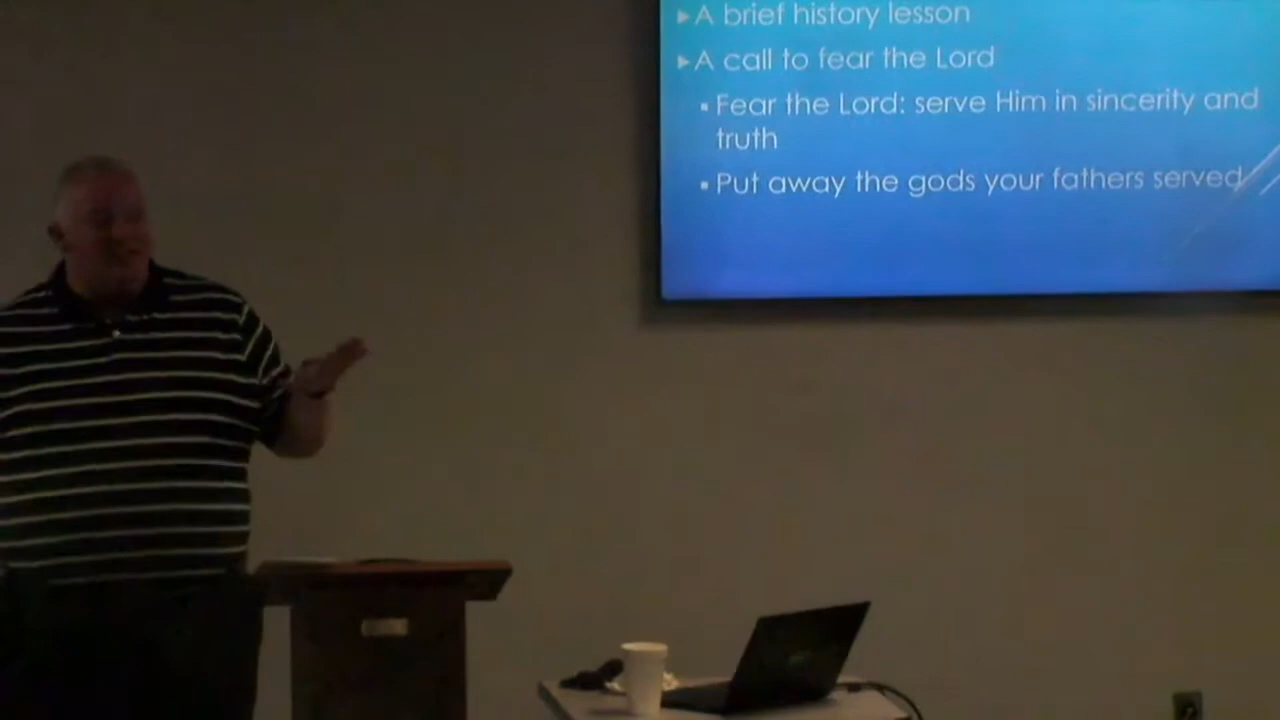 A brief history lesson
A call to fear the Lord
Fear the Lord: serve Him in sincerity and
truth
Put away the gods your fathers served